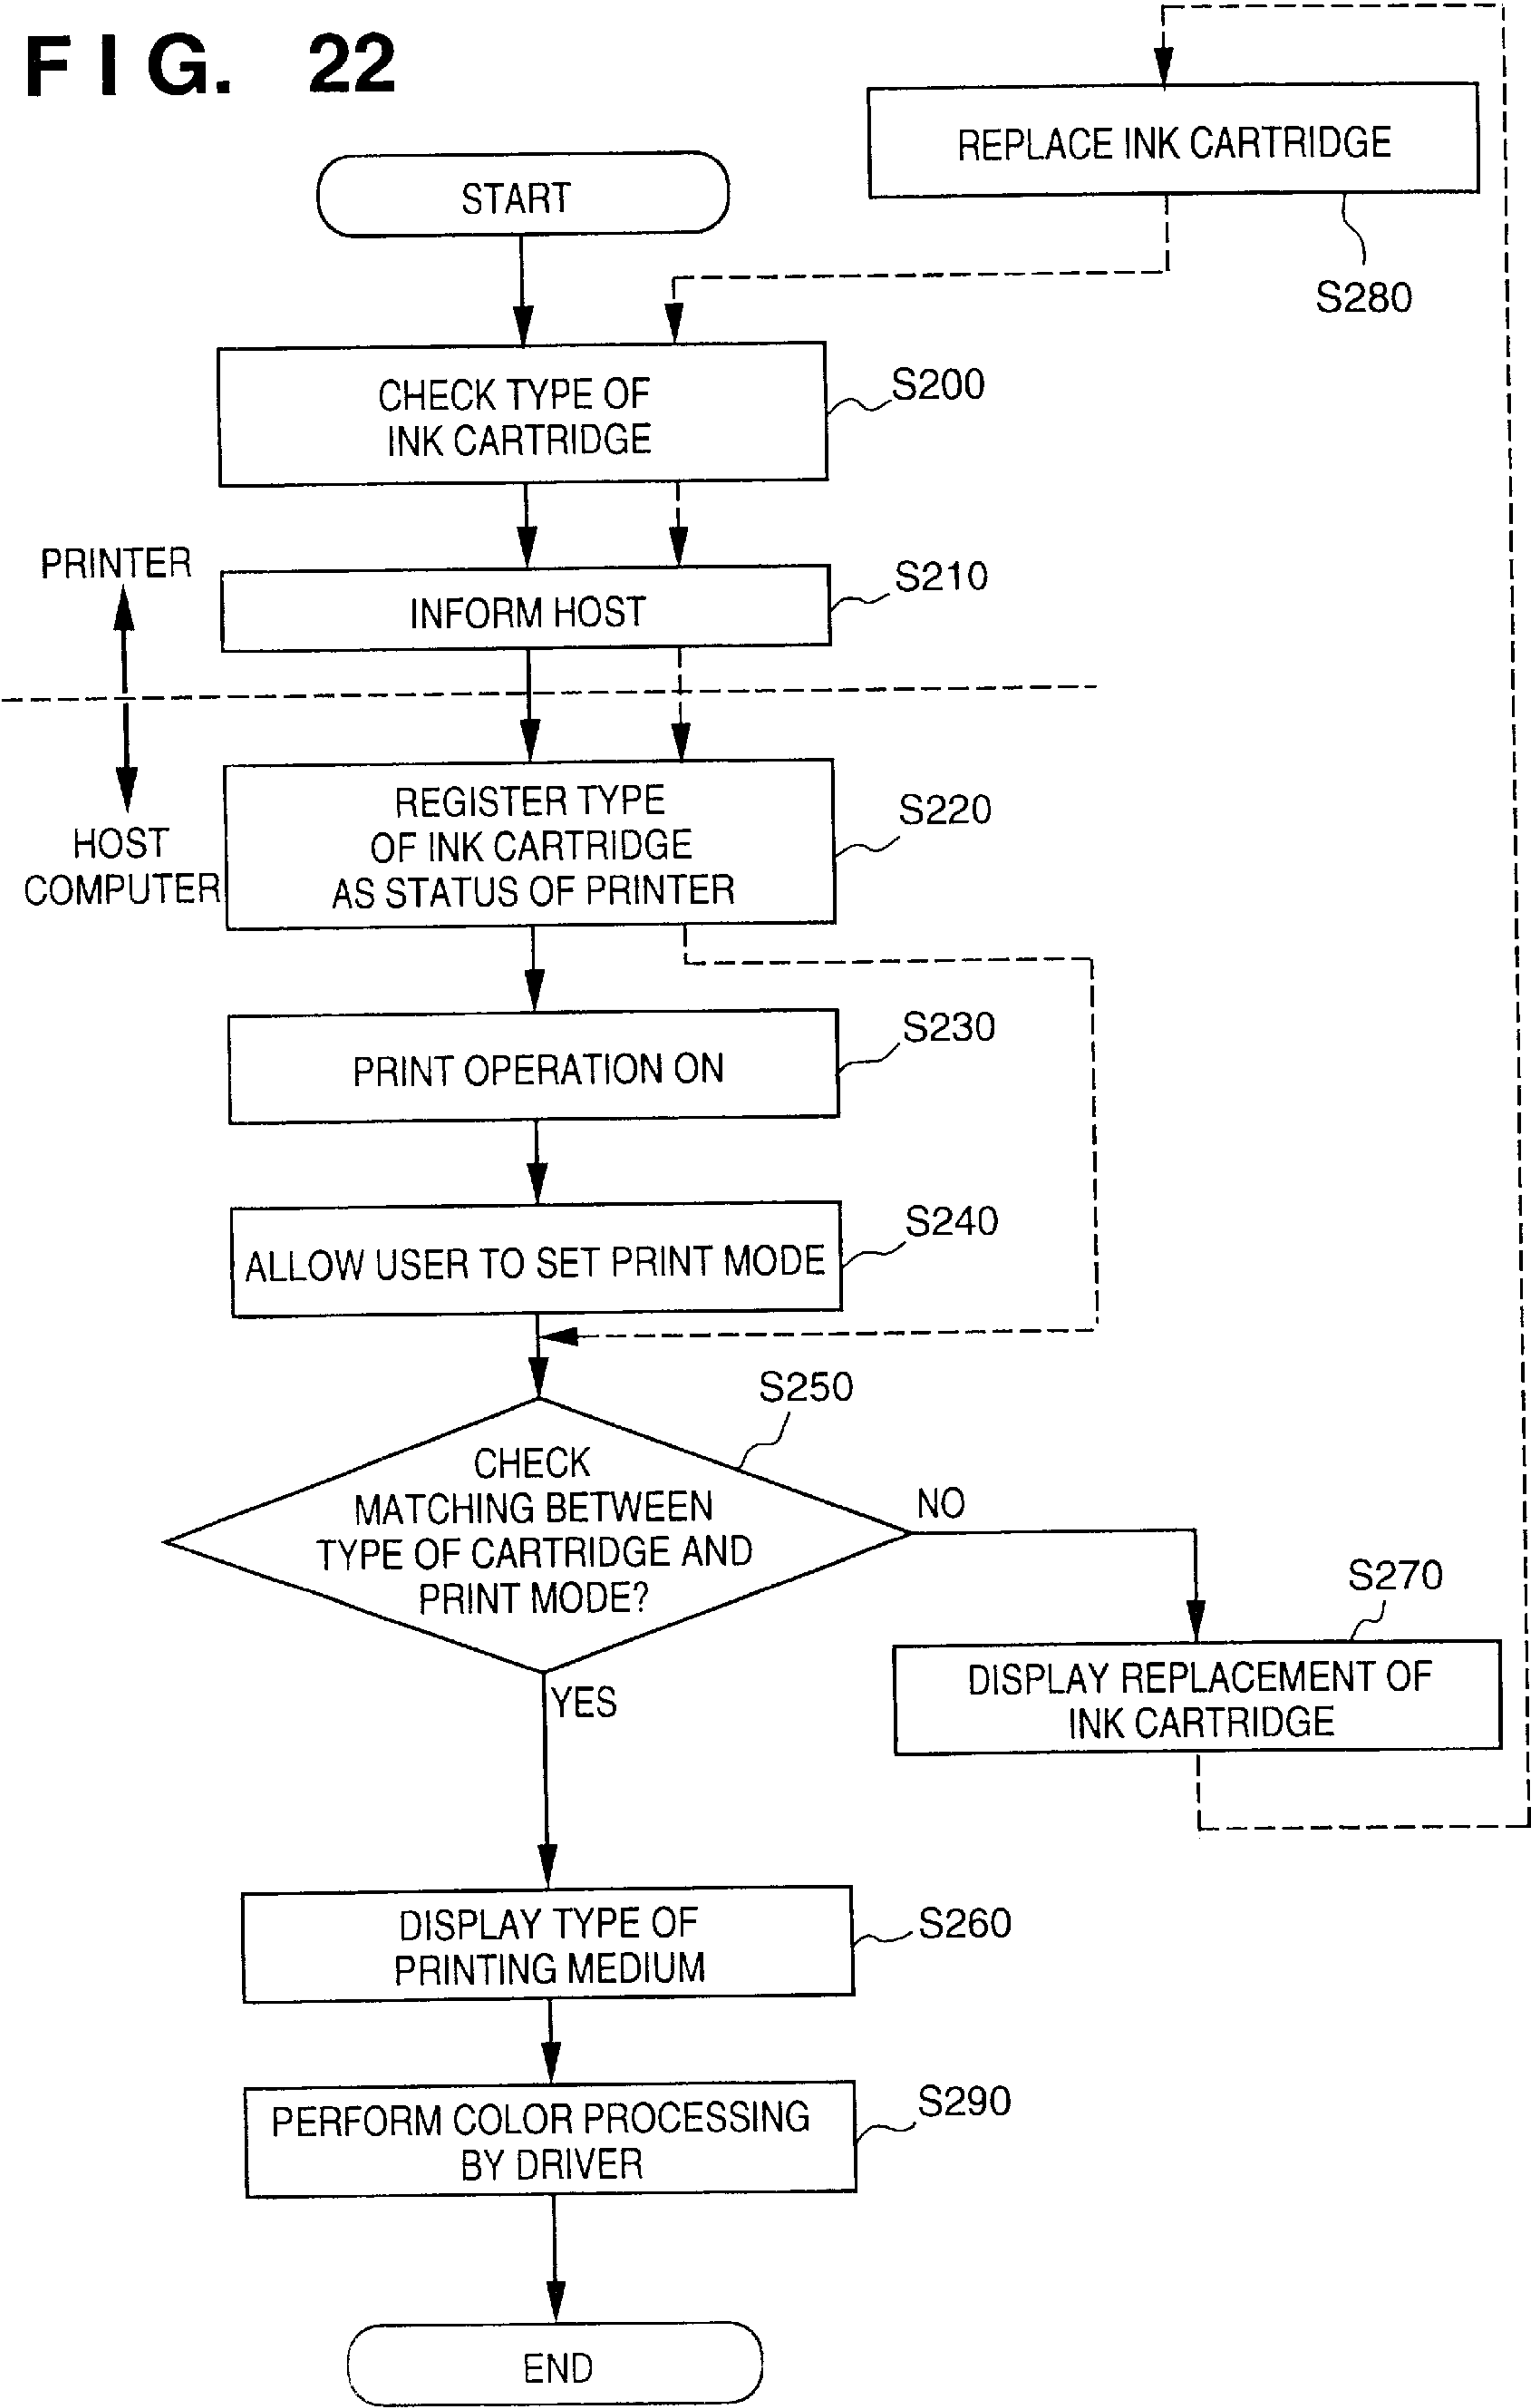 FIG. 22
REPLACE INK CARTRIDGE
S280
START
CHECK TYPE OF
INK CARTRIDGE
S200
PRINTER
INFORM HOST
S210
HOST
COMPUTER
REGISTER TYPE
OF INK CARTRIDGE
AS STATUS OF PRINTER
S220
PRINT OPERATION ON
S230
ALLOW USER TO SET PRINT MODE
S240
S250
CHECK
MATCHING BETWEEN
TYPE OF CARTRIDGE AND
PRINT MODE?
NO
YES
S270
DISPLAY REPLACEMENT OF
INK CARTRIDGE
DISPLAY TYPE OF
PRINTING MEDIUM
S260
PERFORM COLOR PROCESSING
BY DRIVER
S290
END